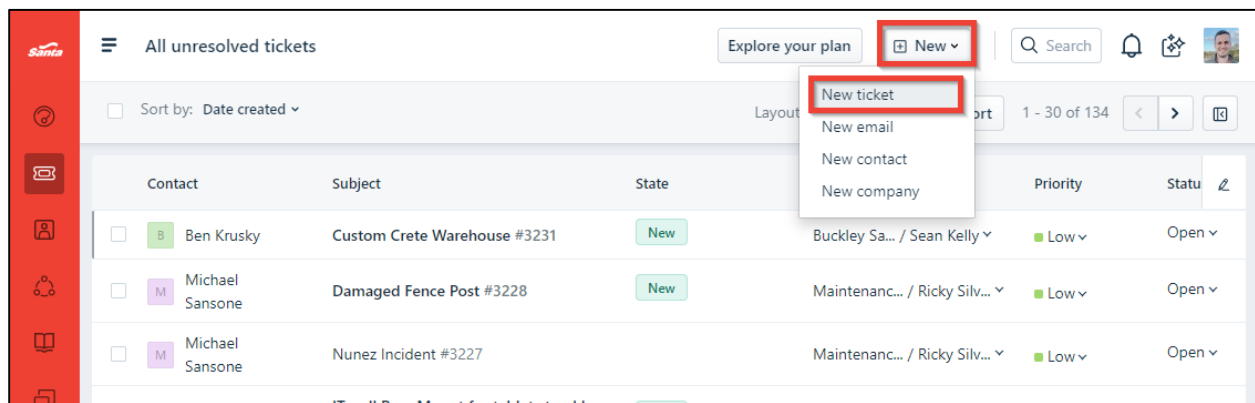 Santa
All unresolved tickets
Explore your plan
New
Search
Sort by: Date created
Layout
ort
1 - 30 of 134
New ticket
New email
New contact
New company
Contact Subject State Priority Statu
B Ben Krusky Custom Crete Warehouse #3231 New Buckley Sa... / Sean Kelly Low Open
M Michael Sansone Damaged Fence Post #3228 New Maintenanc... / Ricky Silv... Low Open
M Michael Sansone Nunez Incident #3227 Maintenanc... / Ricky Silv... Low Open